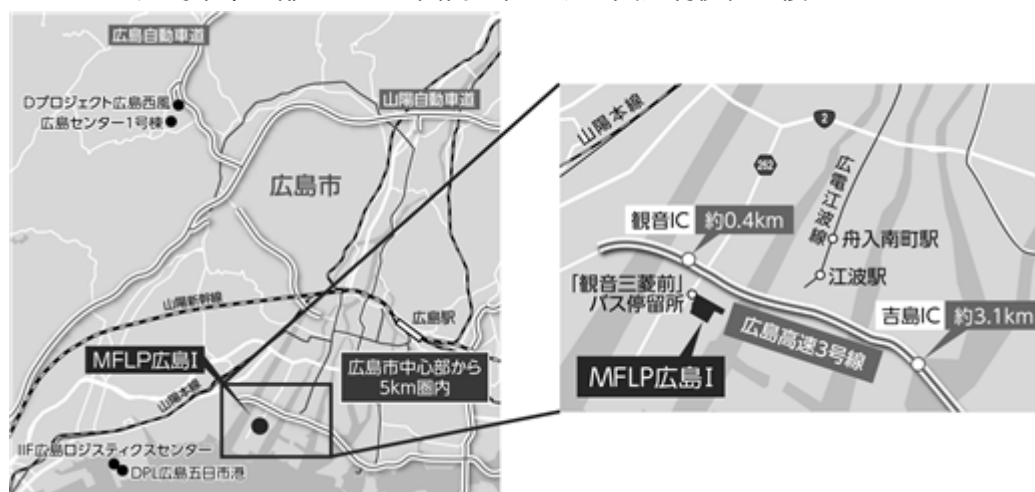 広島自動車道
Dプロジェクト広島西風
広島センター1号棟
山陽自動車道
広島市
山陽新幹線
広島駅
MFLP広島Ⅰ
広島市中心部から
5km圏内
山陽本線
IIF広島ロジスティクスセンター
DPL広島五日市港
山陽本線
2
262
広電江波線
観音IC
約0.4km
舟入南町駅
江波駅
「観音三菱前」
バス停留所
吉島IC
約3.1km
広島高速3号線
MFLP広島Ⅰ